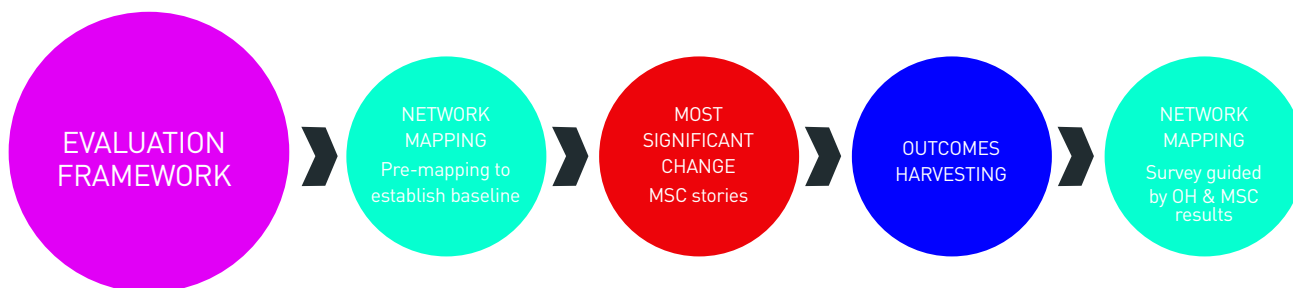 EVALUATION
FRAMEWORK
NETWORK
MAPPING
Pre-mapping to
establish baseline
MOST
SIGNIFICANT
CHANGE
MSC stories
OUTCOMES
HARVESTING
NETWORK
MAPPING
Survey guided
by OH & MSC
results